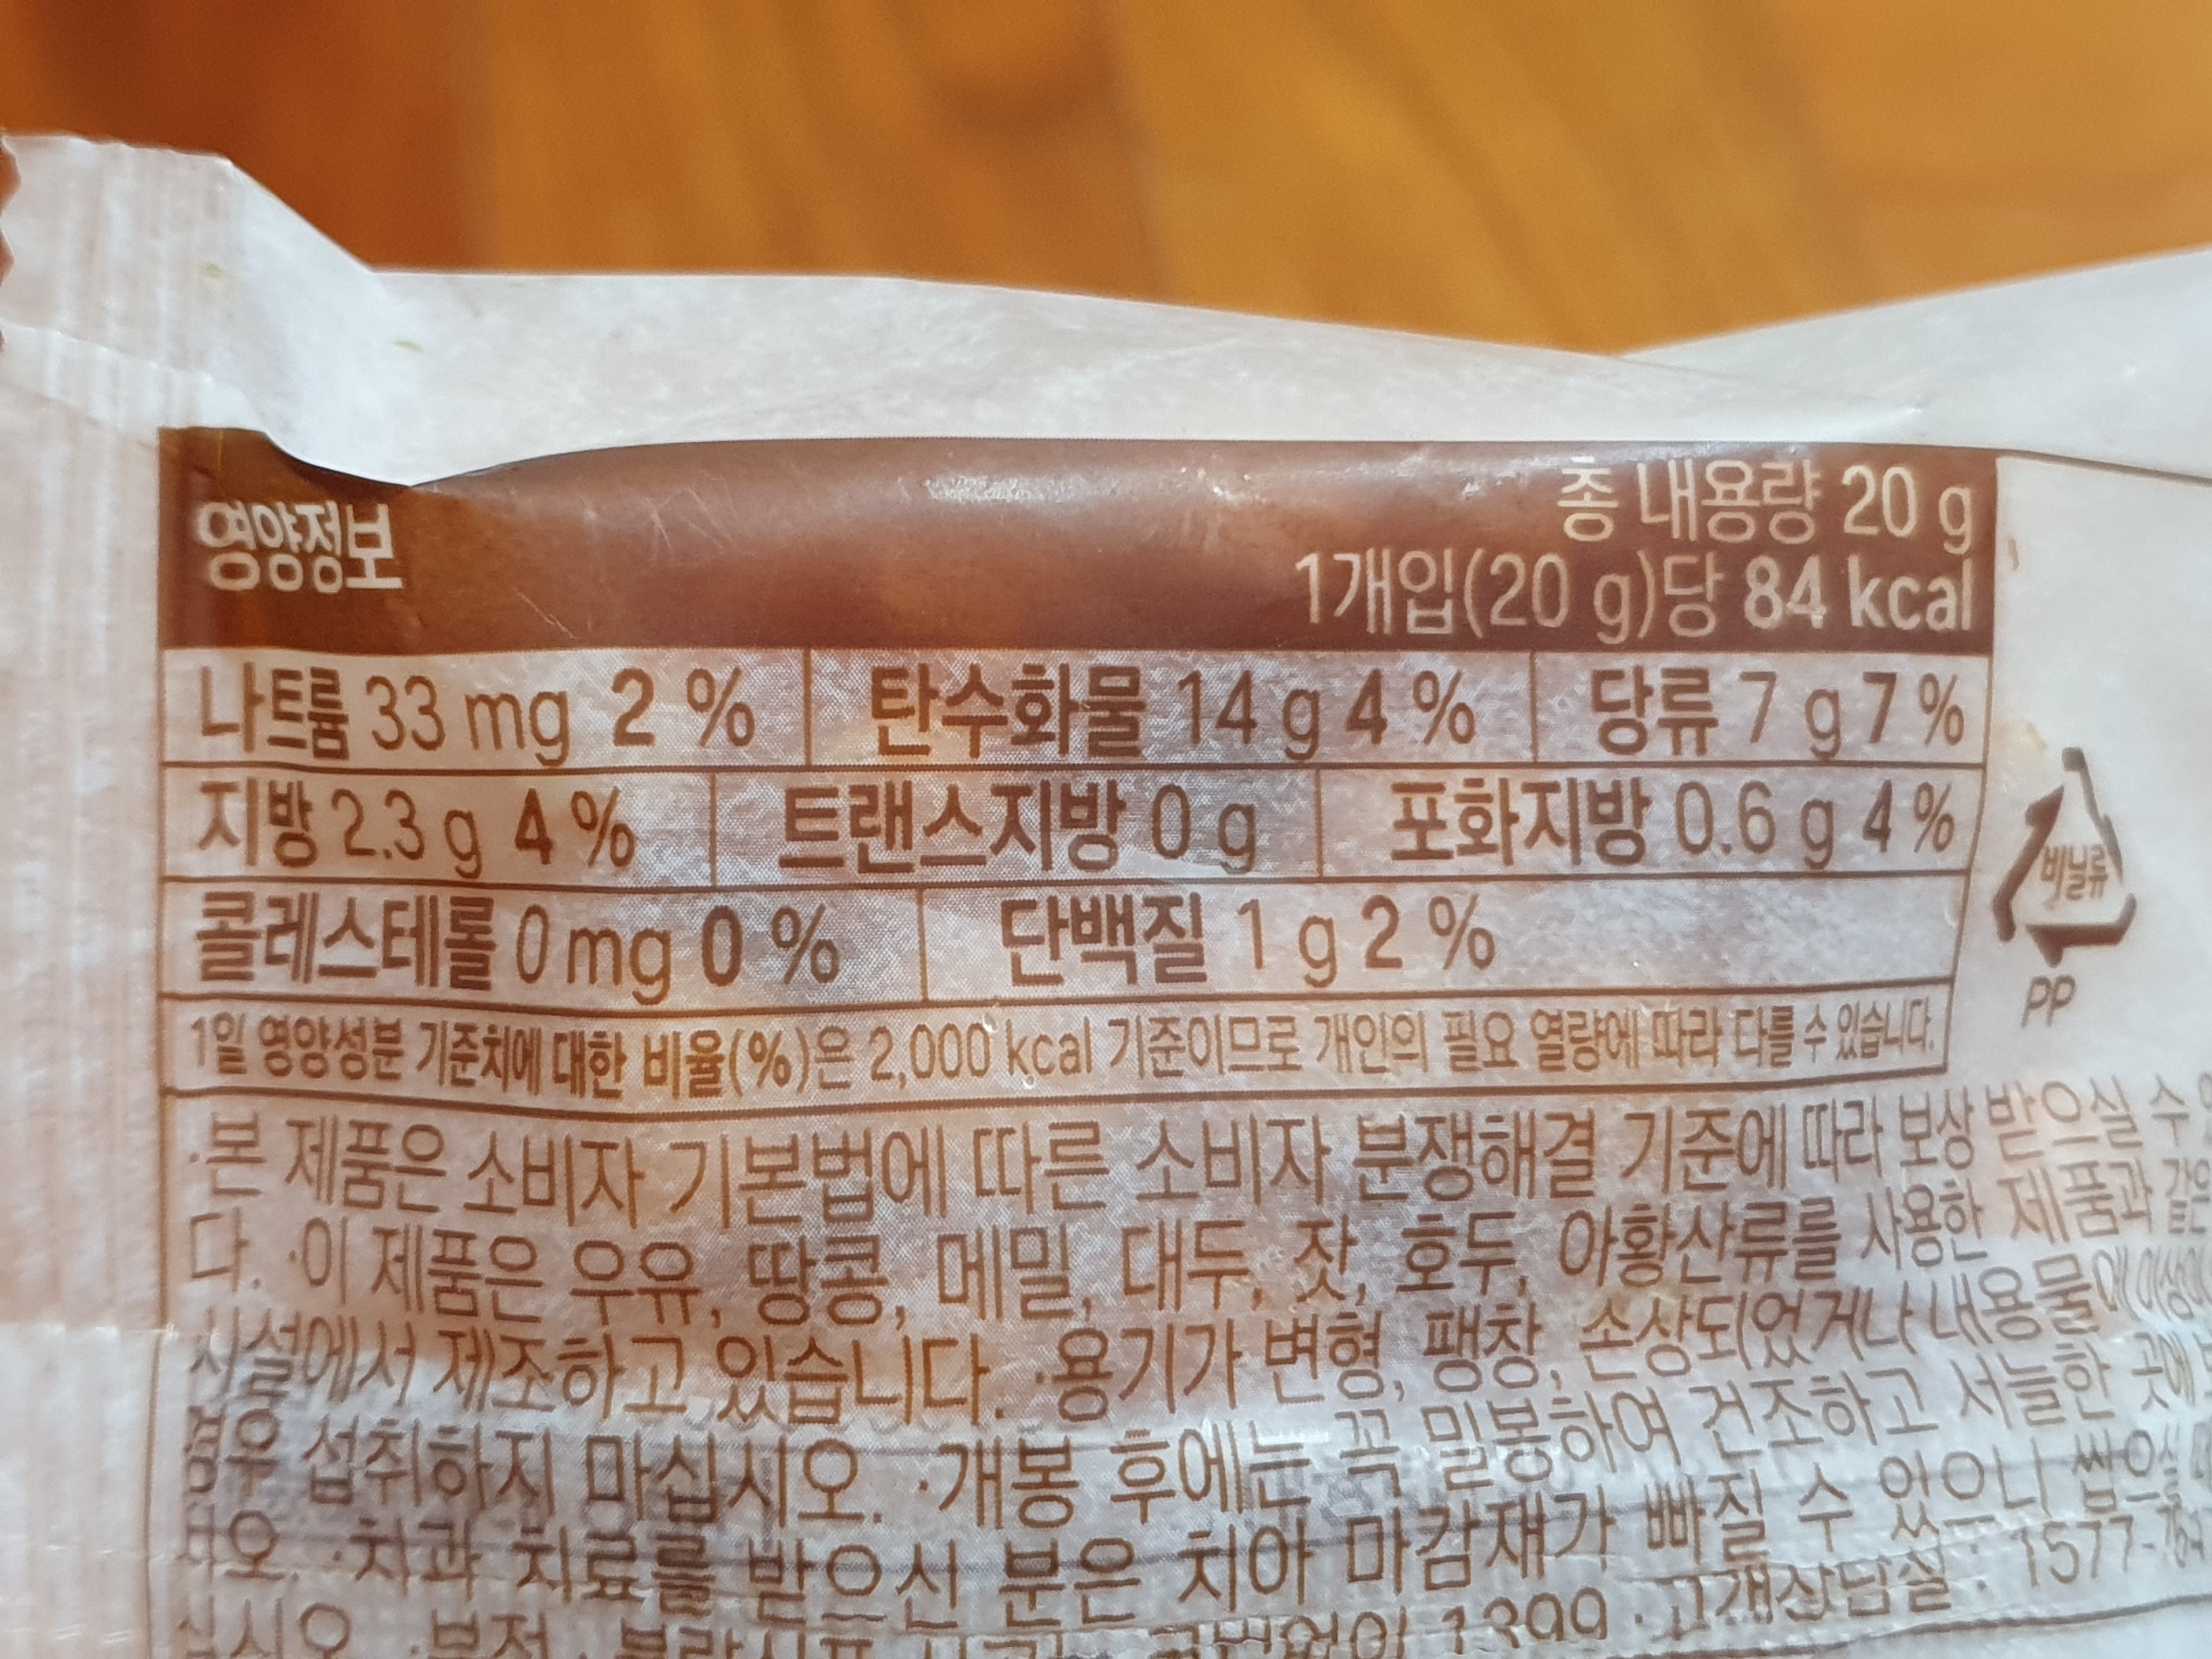 영양정보
총 내용량 20 g
1개입(20 g)당 84 kcal
나트륨 33 mg 2 % 탄수화물 14 g 4 % 당류 7 g 7 %
지방 2.3 g 4 % 트랜스지방 0 g 포화지방 0.6 g 4 %
콜레스테롤 0 mg 0 % 단백질 1 g 2 %
1일 영양성분 기준치에 대한 비율(%)은 2,000 kcal 기준이므로 개인의 필요 열량에 따라 다를 수 있습니다.
비닐류
PP
·본 제품은 소비자 기본법에 따른 소비자 분쟁해결 기준에 따라 보상 받으실 수
다. ·이 제품은 우유, 땅콩, 메밀, 대두, 잣, 호두, 아황산류를 사용한 제품과 같은
시설에서 제조하고 있습니다. ·용기가 변형, 팽창, 손상되었거나 내용물에
경우 섭취하지 마십시오. ·개봉 후에는 꼭 밀봉하여 건조하고 서늘한 곳에
시오. ·치과 치료를 받으신 분은 치아 마감재가 빠질 수 있으니
십시오. 1399 ·고객상담실 : 1577-